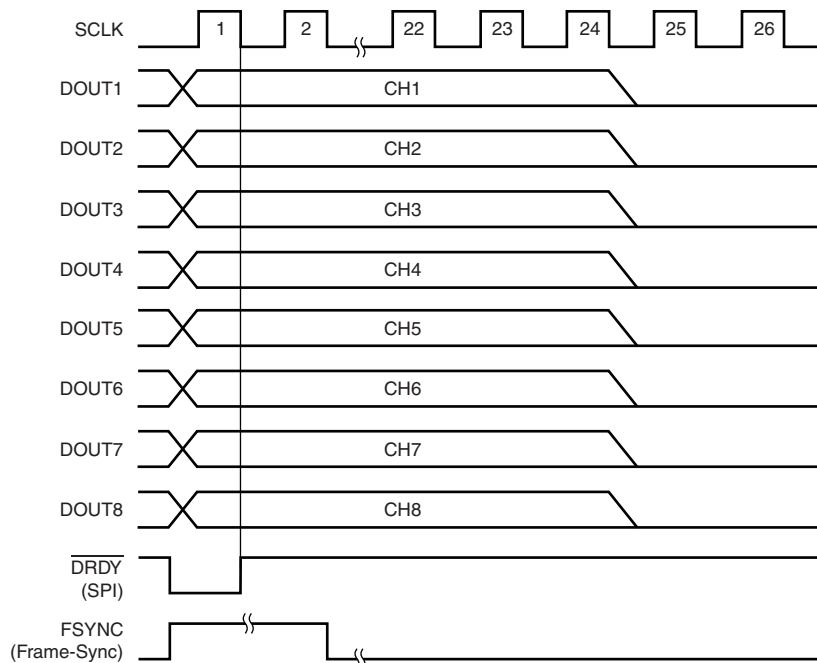 SCLK 1 2 22 23 24 25 26
DOUT1 CH1
DOUT2 CH2
DOUT3 CH3
DOUT4 CH4
DOUT5 CH5
DOUT6 CH6
DOUT7 CH7
DOUT8 CH8
DRDY
(SPI)
FSYNC
(Frame-Sync)